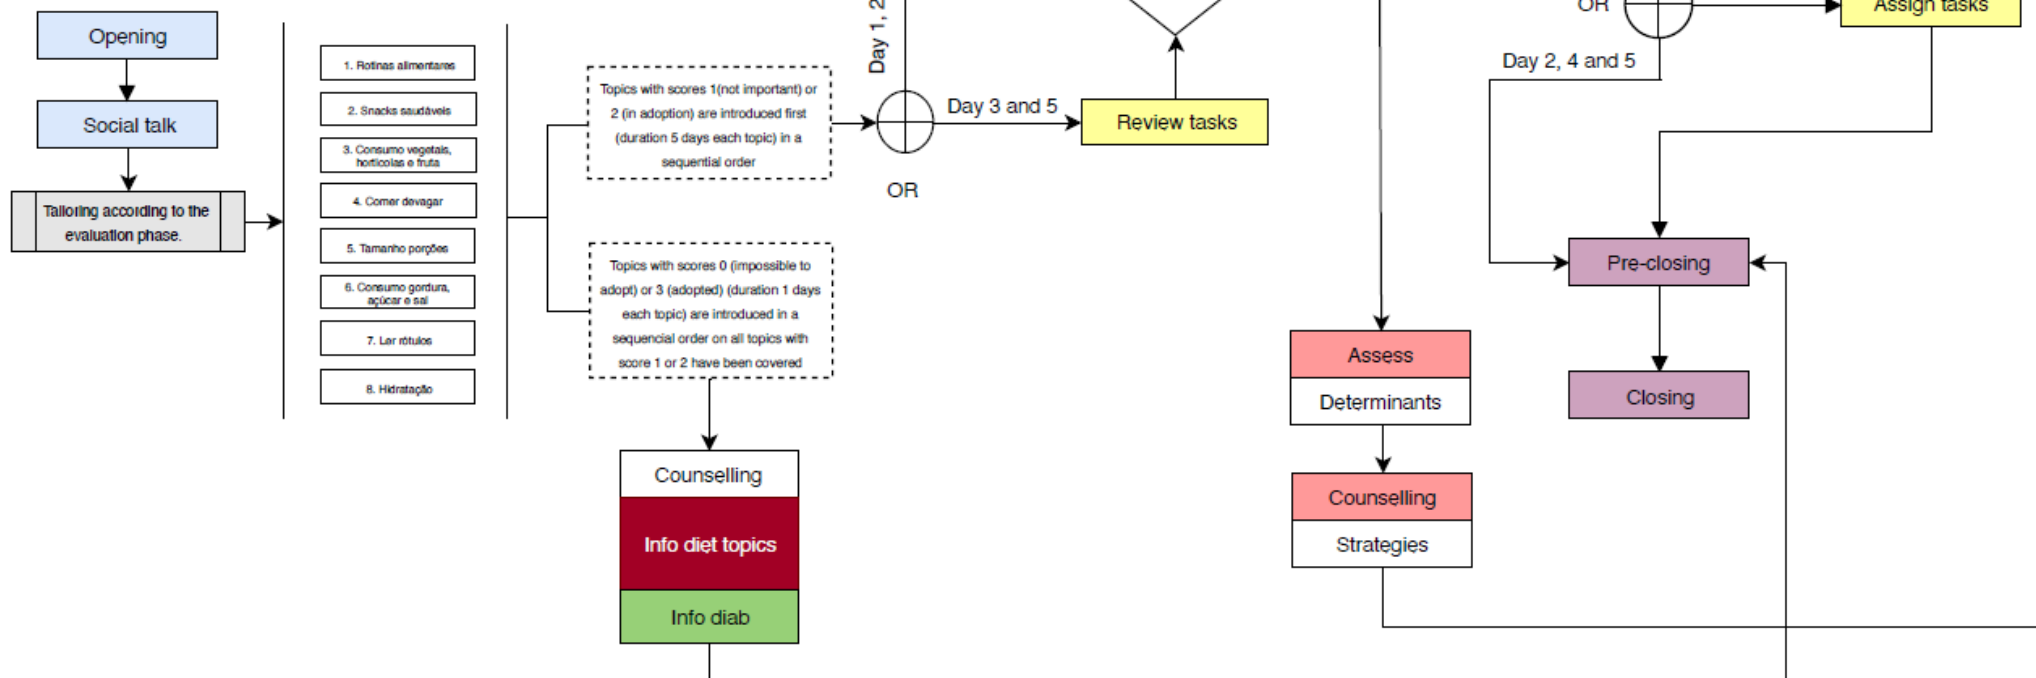 Opening
Social talk
Tailoring according to the
evaluation phase.
1. Rotinas alimentares
2. Snacks saudáveis
3. Consumo vegetais,
hortícolas e fruta
4. Comer devagar
5. Tamanho porções
6. Consumo gordura,
açúcar e sal
7. Ler rótulos
8. Hidratação
Topics with scores 1(not important) or
2 (in adoption) are introduced first
(duration 5 days each topic) in a
sequential order
Topics with scores 0 (impossible to
adopt) or 3 (adopted) (duration 1 days
each topic) are introduced in a
sequencial order on all topics with
score 1 or 2 have been covered
Counselling
Info diet topics
Info diab
Day 1, 2
OR
Day 3 and 5
Review tasks
Assess
Determinants
Counselling
Strategies
OR
Assign tasks
Day 2, 4 and 5
Pre-closing
Closing